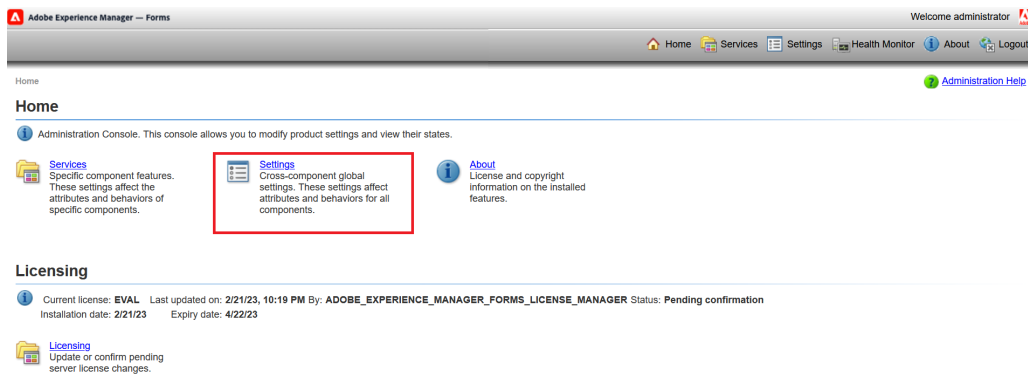 Adobe Experience Manager — Forms
Welcome administrator
Home Services Settings Health Monitor About Logout
Home
Administration Help
Home
Administration Console. This console allows you to modify product settings and view their states.
Services
Specific component features.
These settings affect the
attributes and behaviors of
specific components.
Settings
Cross-component global
settings. These settings affect
attributes and behaviors for all
components.
About
License and copyright
information on the installed
features.
Licensing
Current license: EVAL Last updated on: 2/21/23, 10:19 PM By: ADOBE_EXPERIENCE_MANAGER_FORMS_LICENSE_MANAGER Status: Pending confirmation
Installation date: 2/21/23 Expiry date: 4/22/23
Licensing
Update or confirm pending
server license changes.